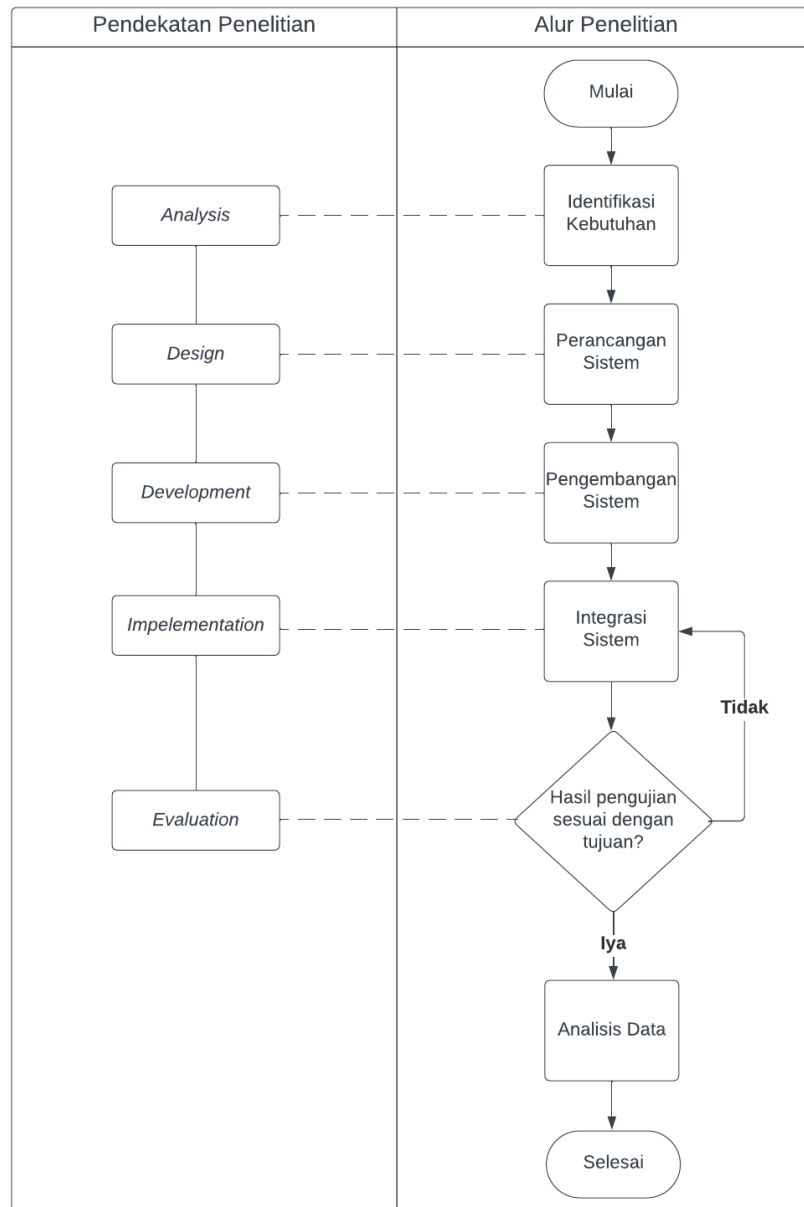 Pendekatan Penelitian
Alur Penelitian
Mulai
Analysis
Identifikasi
Kebutuhan
Design
Perancangan
Sistem
Development
Pengembangan
Sistem
Impelementation
Integrasi
Sistem
Tidak
Evaluation
Hasil pengujian
sesuai dengan
tujuan?
Iya
Analisis Data
Selesai